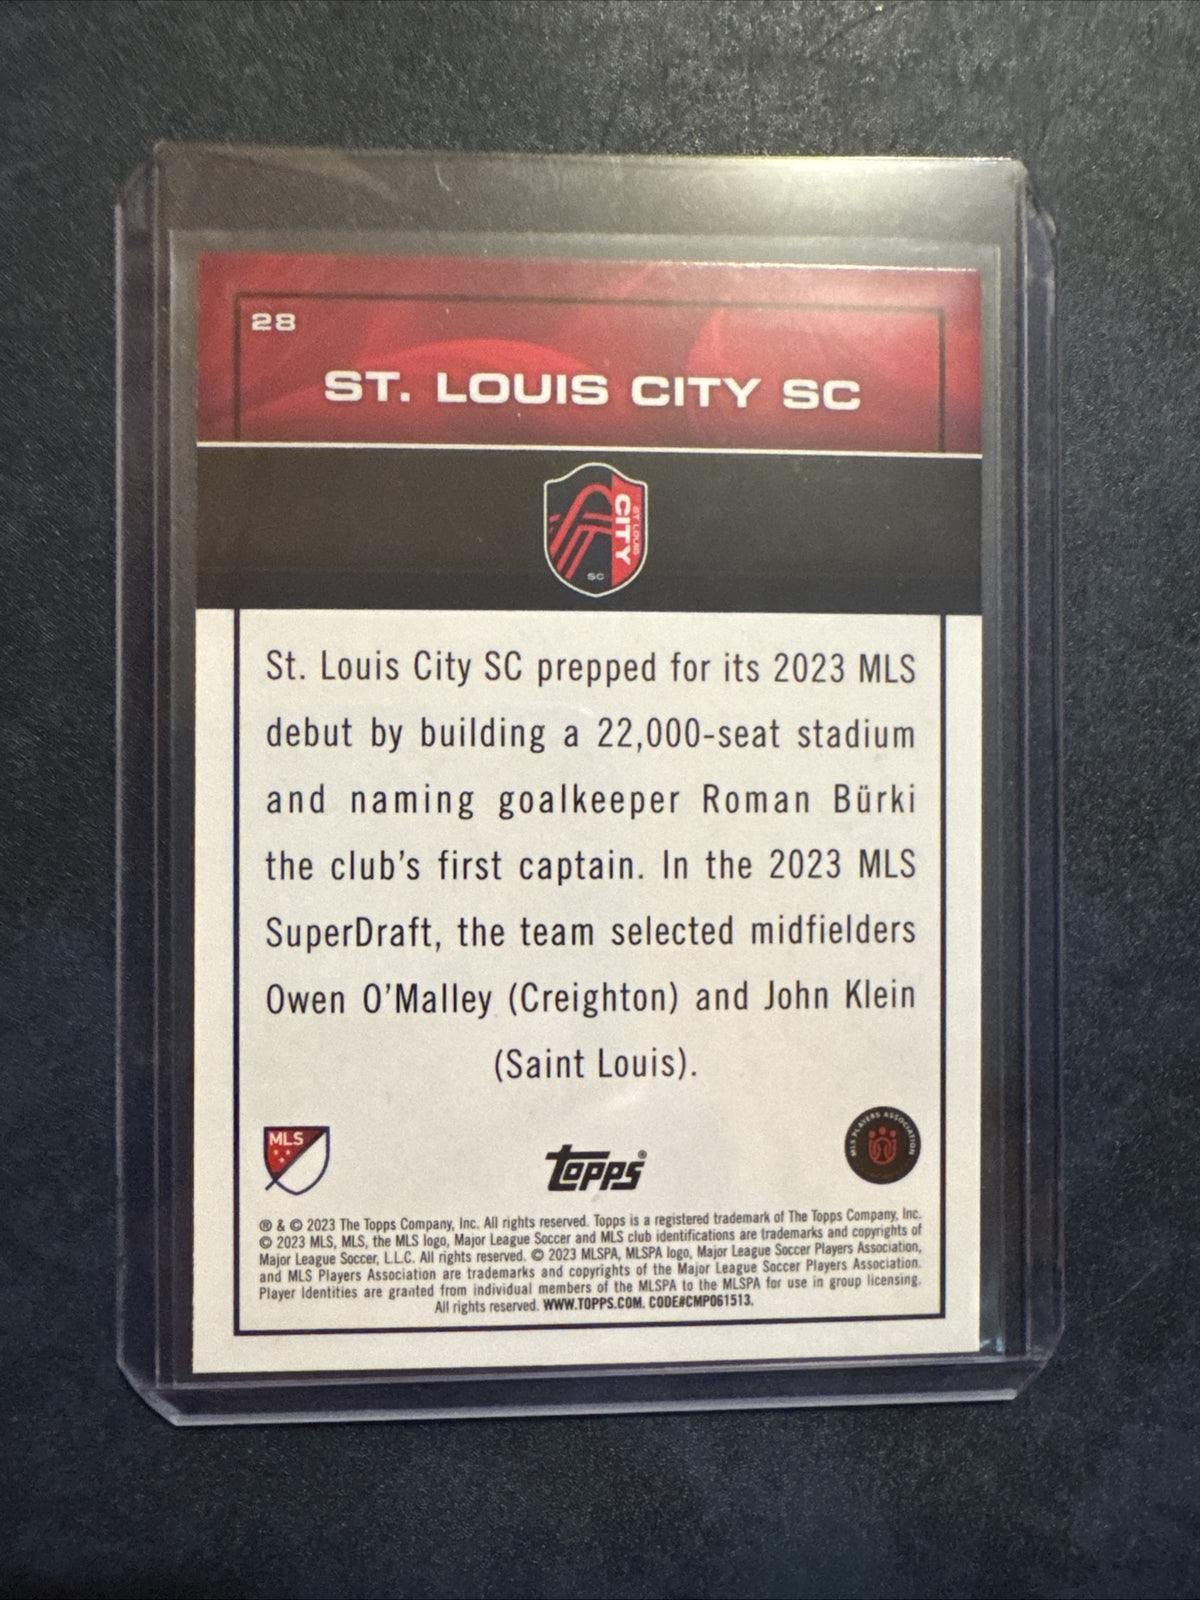 28
ST. LOUIS CITY SC
ST LOUIS
CITY
SC
St. Louis City SC prepped for its 2023 MLS
debut by building a 22,000-seat stadium
and naming goalkeeper Roman Bürki
the club's first captain. In the 2023 MLS
SuperDraft, the team selected midfielders
Owen O'Malley (Creighton) and John Klein
(Saint Louis).
MLS
Topps®
MLS PLAYERS ASSOCIATION
® & © 2023 The Topps Company, Inc. All rights reserved. Topps is a registered trademark of The Topps Company, Inc.
© 2023 MLS, MLS, the MLS logo, Major League Soccer and MLS club identifications are trademarks and copyrights of
Major League Soccer, L.L.C. All rights reserved. © 2023 MLSPA, MLSPA logo, Major League Soccer Players Association,
and MLS Players Association are trademarks and copyrights of the Major League Soccer Players Association.
Player Identities are granted from individual members of the MLSPA to the MLSPA for use in group licensing.
All rights reserved. WWW.TOPPS.COM. CODE#CMP061513.